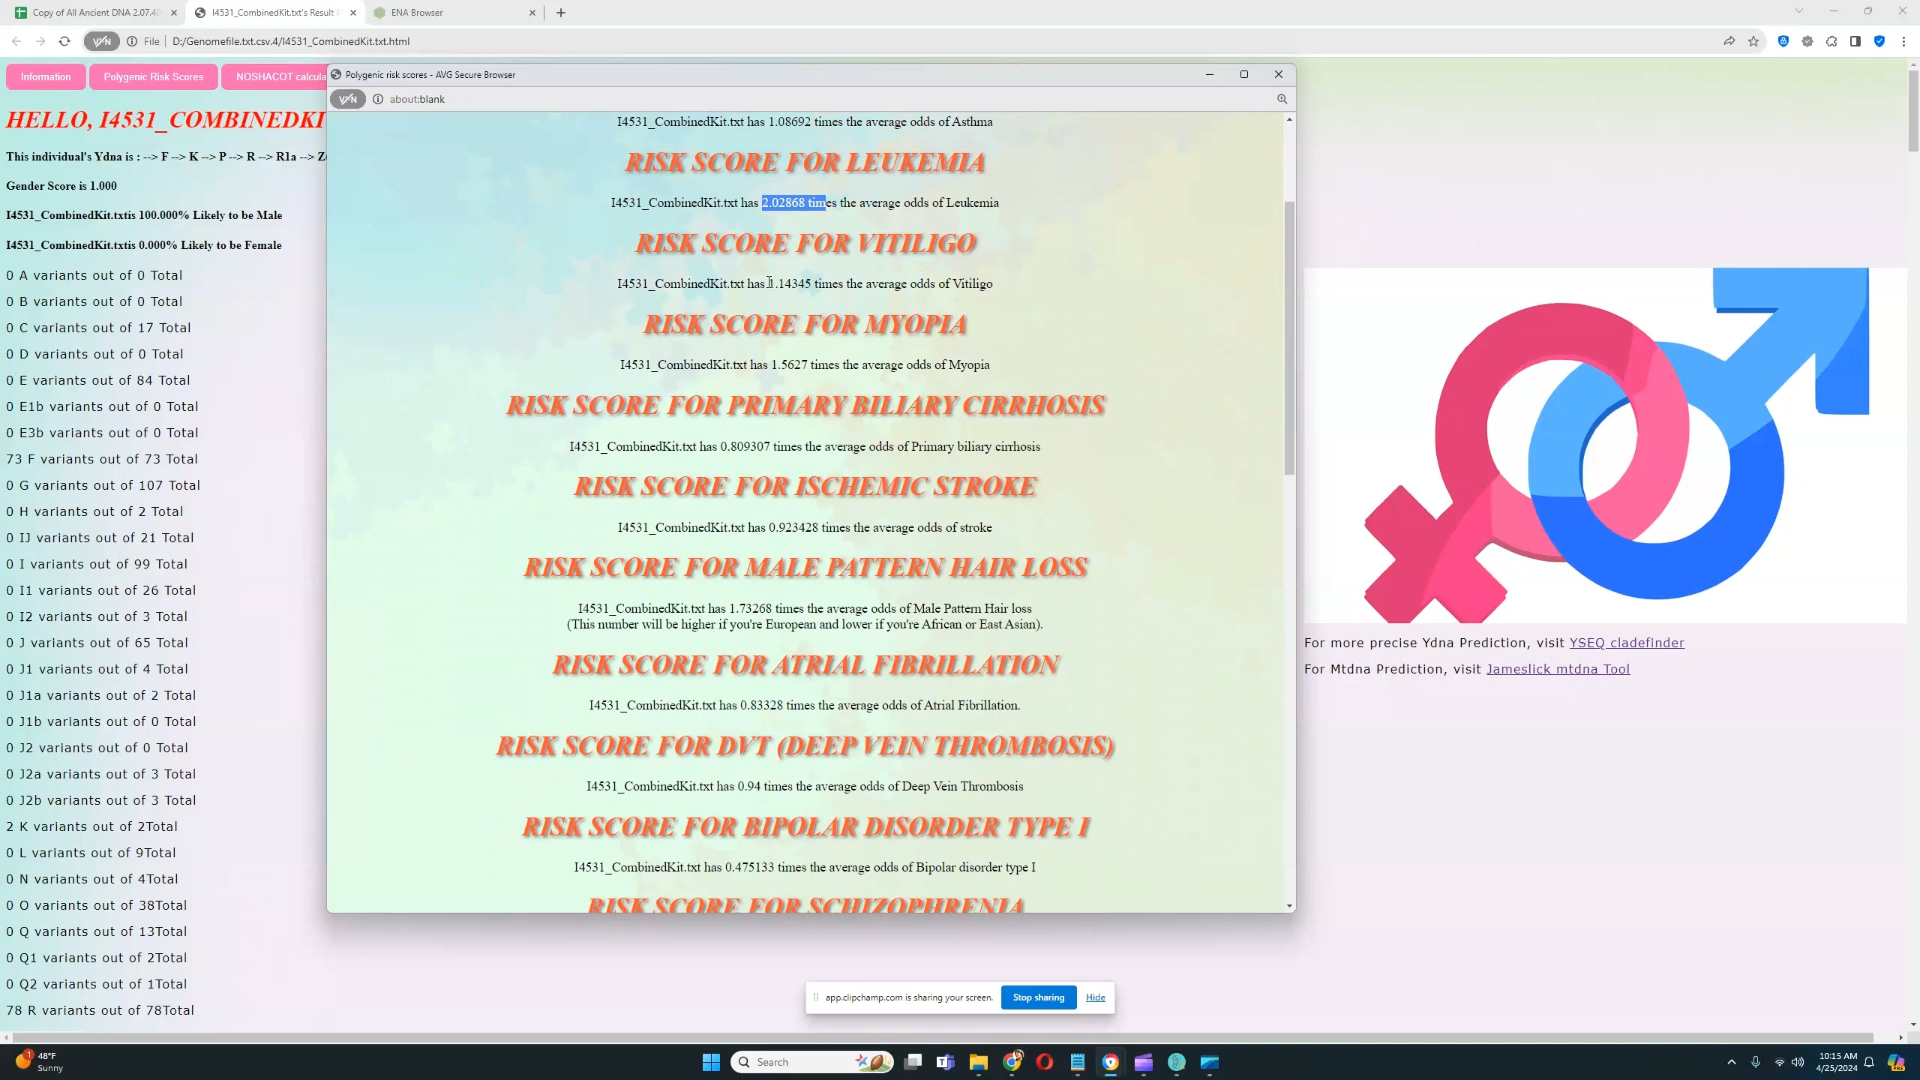 Copy of All Ancient DNA 2.07.40
I4531_CombinedKit.txt's Result P
ENA Browser
File
D:/Genomefile.txt.csv.4/I4531_CombinedKit.txt.html
Information
Polygenic Risk Scores
NOSHACOT calcula
HELLO, I4531_COMBINEDKI
This individual's Ydna is : --> F --> K --> P --> R --> R1a --> Z
Gender Score is 1.000
I4531_CombinedKit.txtis 100.000% Likely to be Male
I4531_CombinedKit.txtis 0.000% Likely to be Female
0 A variants out of 0 Total
0 B variants out of 0 Total
0 C variants out of 17 Total
0 D variants out of 0 Total
0 E variants out of 84 Total
0 E1b variants out of 0 Total
0 E3b variants out of 0 Total
73 F variants out of 73 Total
0 G variants out of 107 Total
0 H variants out of 2 Total
0 IJ variants out of 21 Total
0 I variants out of 99 Total
0 I1 variants out of 26 Total
0 I2 variants out of 3 Total
0 J variants out of 65 Total
0 J1 variants out of 4 Total
0 J1a variants out of 2 Total
0 J1b variants out of 0 Total
0 J2 variants out of 0 Total
0 J2a variants out of 3 Total
0 J2b variants out of 3 Total
2 K variants out of 2Total
0 L variants out of 9Total
0 N variants out of 4Total
0 O variants out of 38Total
0 Q variants out of 13Total
0 Q1 variants out of 2Total
0 Q2 variants out of 1Total
78 R variants out of 78Total
Polygenic risk scores - AVG Secure Browser
about:blank
I4531_CombinedKit.txt has 1.08692 times the average odds of Asthma
RISK SCORE FOR LEUKEMIA
I4531_CombinedKit.txt has 2.02868 times the average odds of Leukemia
RISK SCORE FOR VITILIGO
I4531_CombinedKit.txt has 1.14345 times the average odds of Vitiligo
RISK SCORE FOR MYOPIA
I4531_CombinedKit.txt has 1.5627 times the average odds of Myopia
RISK SCORE FOR PRIMARY BILIARY CIRRHOSIS
I4531_CombinedKit.txt has 0.809307 times the average odds of Primary biliary cirrhosis
RISK SCORE FOR ISCHEMIC STROKE
I4531_CombinedKit.txt has 0.923428 times the average odds of stroke
RISK SCORE FOR MALE PATTERN HAIR LOSS
I4531_CombinedKit.txt has 1.73268 times the average odds of Male Pattern Hair loss
(This number will be higher if you're European and lower if you're African or East Asian).
RISK SCORE FOR ATRIAL FIBRILLATION
I4531_CombinedKit.txt has 0.83328 times the average odds of Atrial Fibrillation.
RISK SCORE FOR DVT (DEEP VEIN THROMBOSIS)
I4531_CombinedKit.txt has 0.94 times the average odds of Deep Vein Thrombosis
RISK SCORE FOR BIPOLAR DISORDER TYPE I
I4531_CombinedKit.txt has 0.475133 times the average odds of Bipolar disorder type I
RISK SCORE FOR SCHIZOPHRENIA
For more precise Ydna Prediction, visit YSEQ cladefinder
For Mtdna Prediction, visit Jameslick mtdna Tool
app.clipchamp.com is sharing your screen.
Stop sharing
Hide
1
48°F
Sunny
Search
10:15 AM
4/25/2024